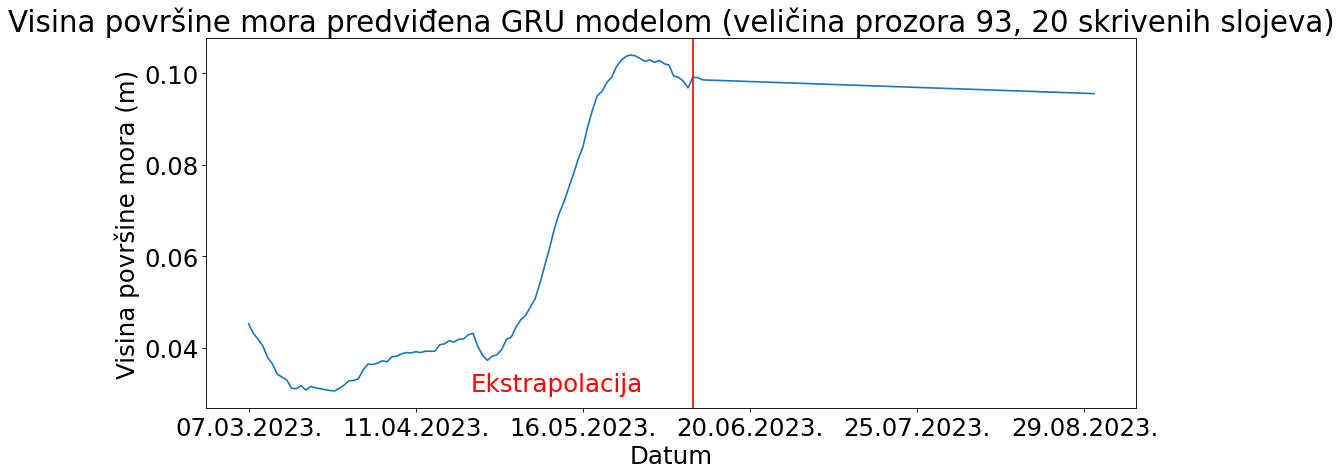 Visina površine mora predviđena GRU modelom (veličina prozora 93, 20 skrivenih slojeva)
Visina površine mora (m)
0.10
0.08
0.06
0.04
Ekstrapolacija
07.03.2023. 11.04.2023. 16.05.2023. 20.06.2023. 25.07.2023. 29.08.2023.
Datum